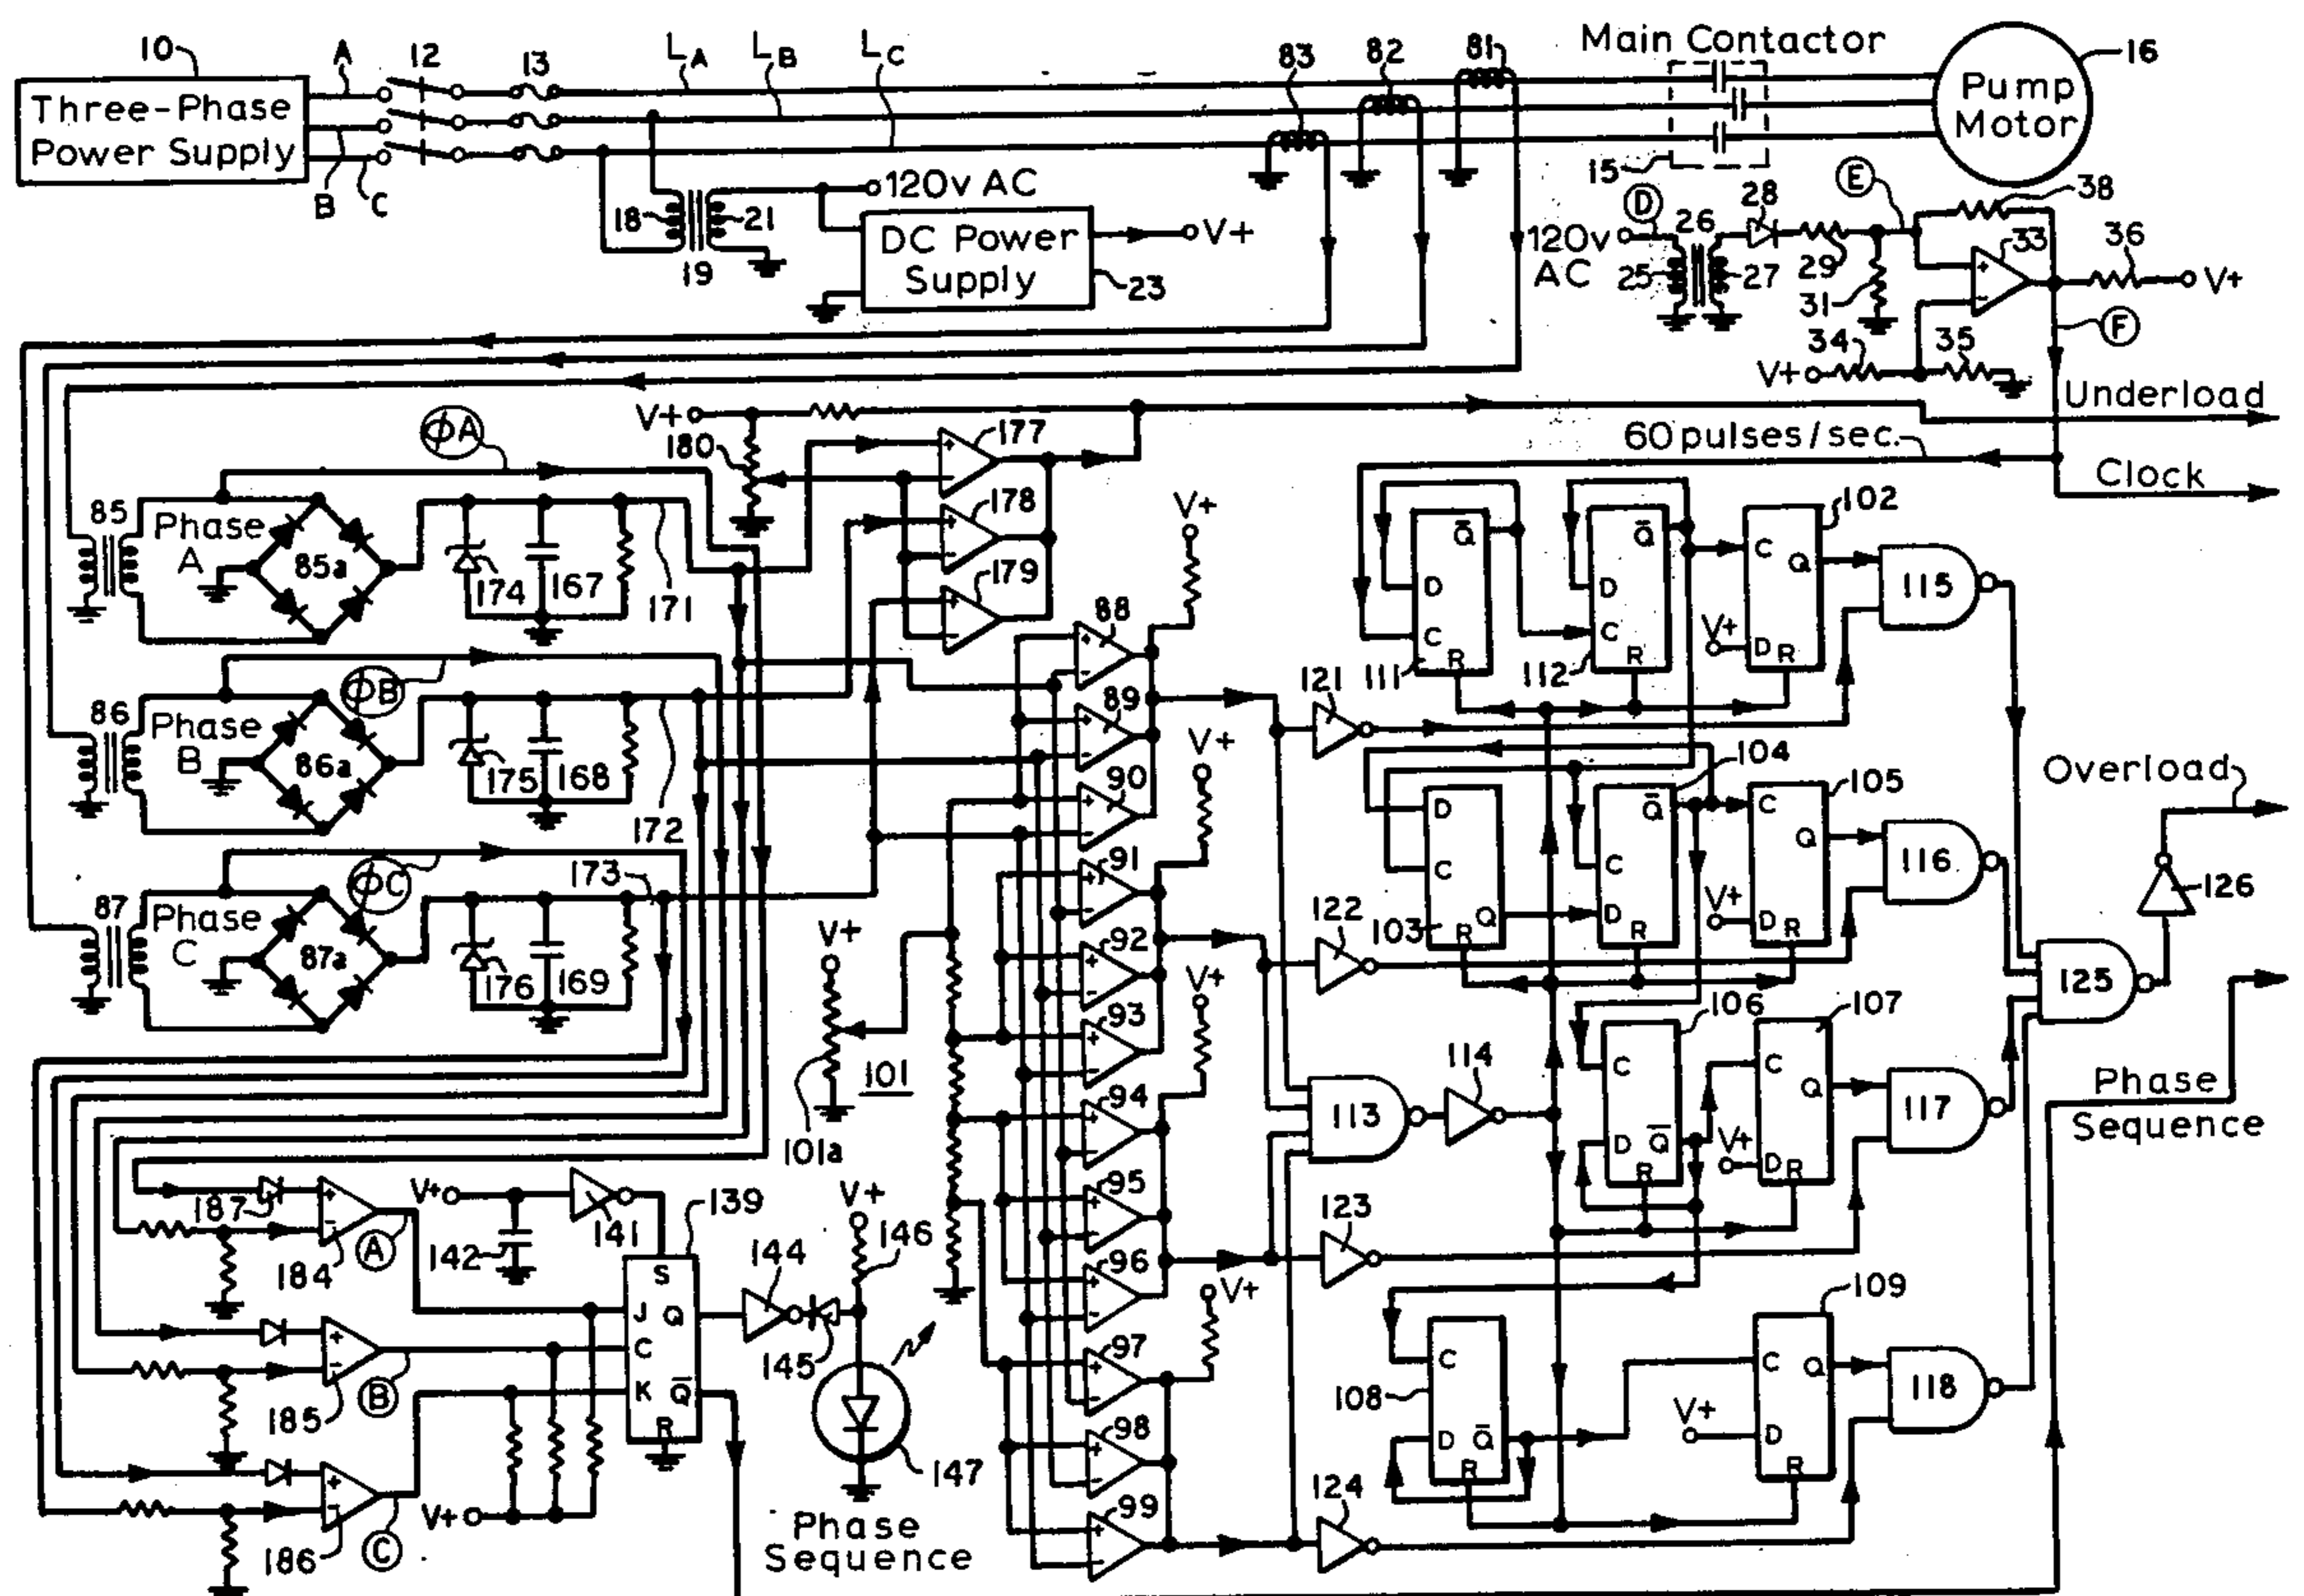 10
A
12
13
LA
LB
LC
83
82
81
Main Contactor
16
Three-Phase
Power Supply
B
C
Pump
Motor
15
120v AC
18
21
19
DC Power
Supply
V+
23
D
120v
AC
25
26
27
28
29
31
E
33
38
36
V+
F
34
35
V+
Underload
60 pulses/sec.
Clock
V+
180
177
178
179
ΦA
85
Phase
A
85a
174
167
171
ΦB
86
Phase
B
86a
175
168
172
ΦC
87
Phase
C
87a
176
169
173
V+
101a
101
88
+
-
89
+
-
90
+
-
91
+
-
92
+
-
93
+
-
94
+
-
95
+
-
96
+
-
97
+
-
98
+
-
99
+
-
V+
V+
V+
V+
Q̅
D
C
R
111
Q̅
D
C
R
112
102
C
Q
V+
D
R
115
121
D
C
Q
R
103
104
Q̅
C
D
R
105
C
Q
V+
D
R
116
122
126
Overload
125
106
C
D
Q̅
R
107
C
Q
V+
D
R
117
113
114
123
Phase
Sequence
108
C
D
Q̅
R
109
C
Q
V+
D
R
118
124
187
+
-
184
A
+
-
185
B
+
-
186
C
V+
142
141
139
S
J
Q
C
K
Q̅
R
V+
144
145
V+
146
147
Phase
Sequence